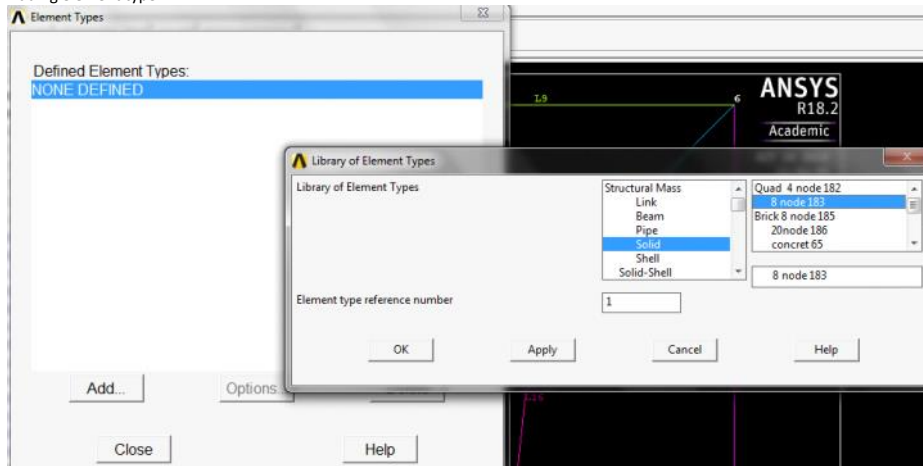 Element Types
Defined Element Types:
NONE DEFINED
L9
6
ANSYS
R18.2
Academic
Library of Element Types
Library of Element Types
Structural Mass
Link
Beam
Pipe
Solid
Shell
Solid-Shell
Quad 4 node 182
8 node 183
Brick 8 node 185
20node 186
concret 65
8 node 183
Element type reference number
1
OK
Apply
Cancel
Help
Add...
Options
Close
Help